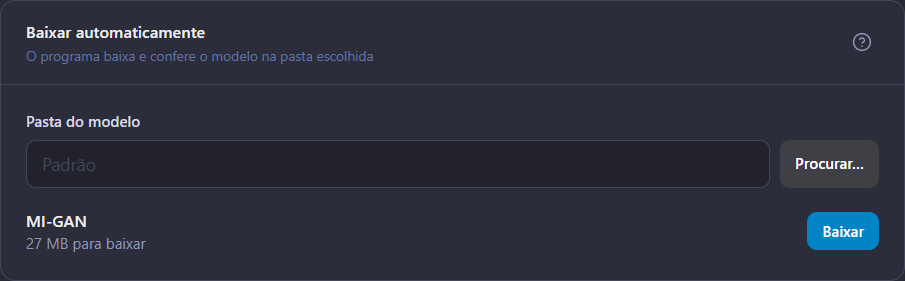 Baixar automaticamente
O programa baixa e confere o modelo na pasta escolhida
?
Pasta do modelo
Padrão
Procurar...
MI-GAN
27 MB para baixar
Baixar